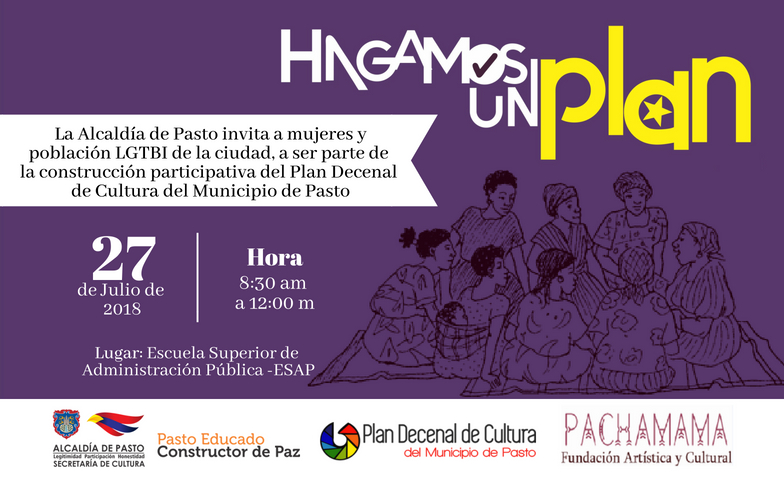 HAGAMOS
UN plan
La Alcaldía de Pasto invita a mujeres y
población LGTBI de la ciudad, a ser parte de
la construcción participativa del Plan Decenal
de Cultura del Municipio de Pasto
27
de Julio de
2018
Hora
8:30 am
a 12:00 m
Lugar: Escuela Superior de
Administración Pública -ESAP
ALCALDÍA DE PASTO
Legitimidad Participación Honestidad
SECRETARÍA DE CULTURA
Pasto Educado
Constructor de Paz
Plan Decenal de Cultura
del Municipio de Pasto
PACHAMAMA
Fundación Artística y Cultural